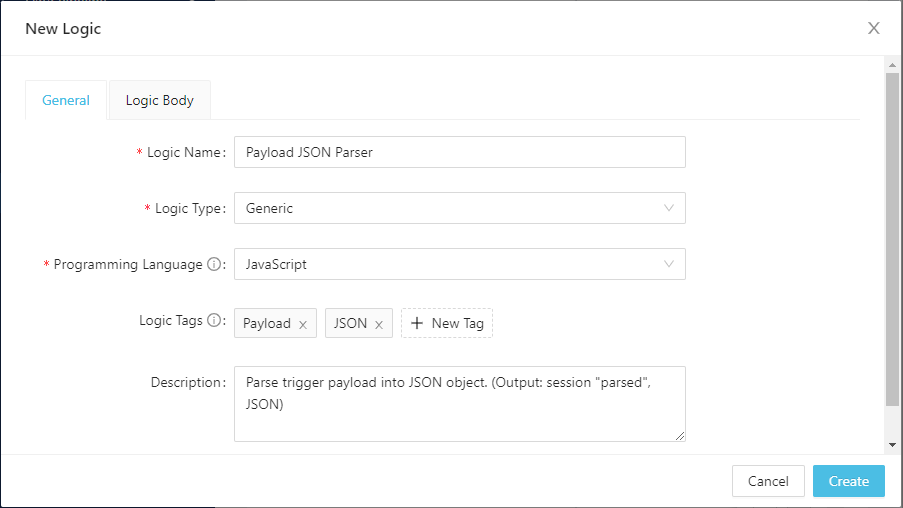 New Logic
General
Logic Body
* Logic Name:
Payload JSON Parser
* Logic Type:
Generic
* Programming Language :
JavaScript
Logic Tags :
Payload
JSON
+ New Tag
Description:
Parse trigger payload into JSON object. (Output: session "parsed",
JSON)
Cancel
Create